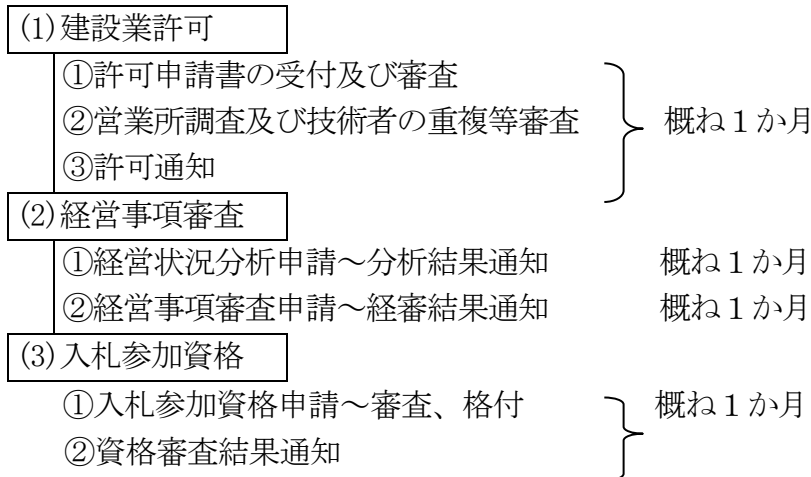 (1)建設業許可
①許可申請書の受付及び審査
②営業所調査及び技術者の重複等審査　概ね１か月
③許可通知
(2)経営事項審査
①経営状況分析申請～分析結果通知　概ね１か月
②経営事項審査申請～経審結果通知　概ね１か月
(3)入札参加資格
①入札参加資格申請～審査、格付　概ね１か月
②資格審査結果通知